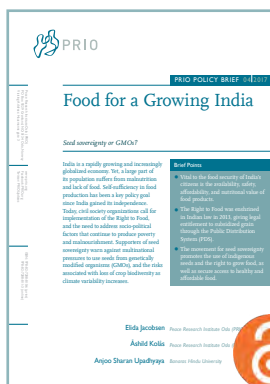 PRIO
PRIO POLICY BRIEF 04 2017
Food for a Growing India
Seed sovereignty or GMOs?
India is a rapidly growing and increasingly
globalized economy. Yet, a large part of
its population suffers from malnutrition
and lack of food. Self-sufficiency in food
production has been a key policy goal
since India gained its independence.
Today, civil society organizations call for
implementation of the Right to Food,
and the need to address socio-political
factors that continue to produce poverty
and malnourishment. Supporters of seed
sovereignty warn against multinational
pressures to use seeds from genetically
modified organisms (GMOs), and the risks
associated with loss of crop biodiversity as
climate variability increases.
Brief Points
Vital to the food security of India's
citizens is the availability, safety,
affordability, and nutritional value of
food products.
The Right to Food was enshrined
in Indian law in 2013, giving legal
entitlement to subsidized grain
through the Public Distribution
System (PDS).
The movement for seed sovereignty
promotes the use of indigenous
seeds and the right to grow food, as
well as secure access to healthy and
affordable food.
Elida Jacobsen Peace Research Institute Oslo (PRIO
Åshild Kolås Peace Research Institute Oslo
Anjoo Sharan Upadhyaya Banaras Hindu University